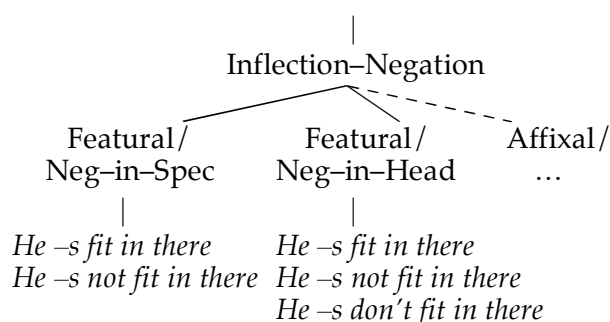 Inflection–Negation
Featural/ Featural/ Affixal/
Neg–in–Spec Neg–in–Head …
He –s fit in there He –s fit in there
He –s not fit in there He –s not fit in there
He –s don't fit in there